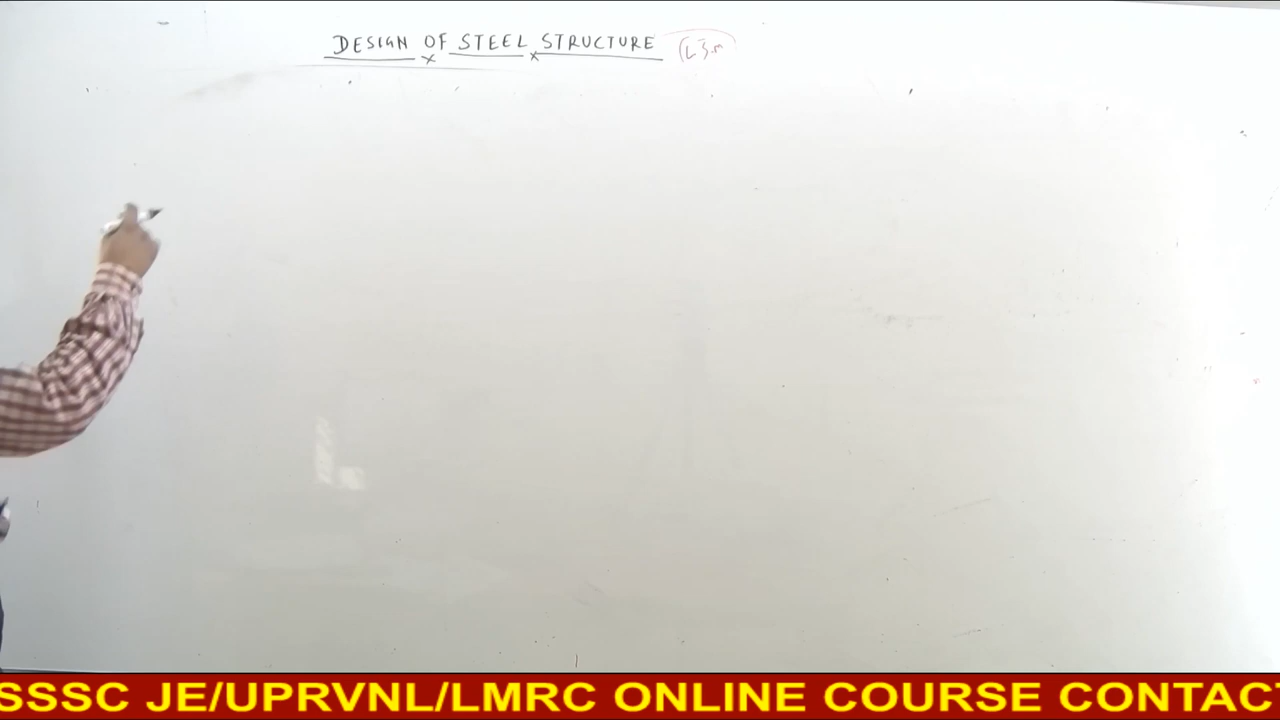 DESIGN OF STEEL STRUCTURE
SSSC JE/UPRVNL/LMRC ONLINE COURSE CONTACT